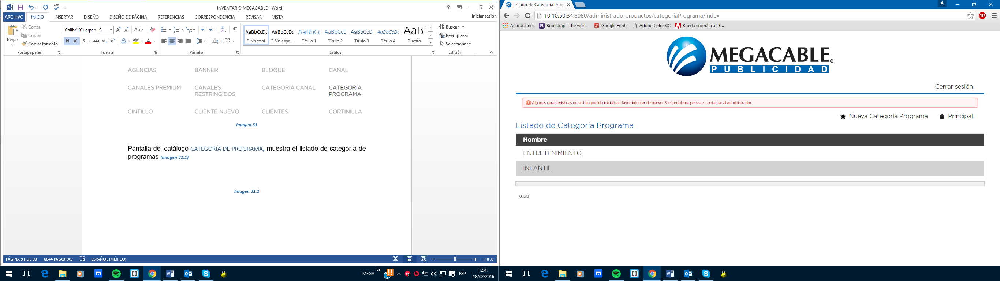 INVENTARIO MEGACABLE - Word
ARCHIVO INICIO INSERTAR DISEÑO DISEÑO DE PÁGINA REFERENCIAS CORRESPONDENCIA REVISAR VISTA Iniciar sesión
Pegar
Cortar
Copiar
Copiar formato
Portapapeles
Calibri (Cuerpo 9
N K S abc x₂ x²
Fuente
Párrafo
AaBbCcDc AaBbCcDc AaBbC AaBbCcE AaBbCcD AaBbCcDc AaBl
¶ Normal ¶ Sin espa... Título 1 Título 2 Título 3 Título 4 Puesto
Estilos
Buscar
Reemplazar
Seleccionar
Edición
AGENCIAS BANNER BLOQUE CANAL
CANALES PREMIUM CANALES RESTRINGIDOS CATEGORÍA CANAL CATEGORÍA PROGRAMA
CINTILLO CLIENTE NUEVO CLIENTES CORTINILLA
Imagen 31
Pantalla del catálogo CATEGORÍA DE PROGRAMA, muestra el listado de categoría de
programas (Imagen 31.1)
Imagen 31.1
PÁGINA 91 DE 93 6844 PALABRAS ESPAÑOL (MÉXICO) 110 %
MEGA ESP 12:41
18/02/2016
Listado de Categoría Prog
10.10.50.34:8080/administradorproductos/categoriaPrograma/index
ABP
Aplicaciones Bootstrap · The worl... Google Fonts Adobe Color CC Rueda cromática | E...
MEGACABLE®
PUBLICIDAD
Cerrar sesión
Algunas características no se han podido inicializar, favor intentar de nuevo. Si el problema persiste, contactar al administrador.
Nueva Categoría Programa Principal
Listado de Categoría Programa
Nombre
ENTRETENIMIENTO
INFANTIL
0.1.23